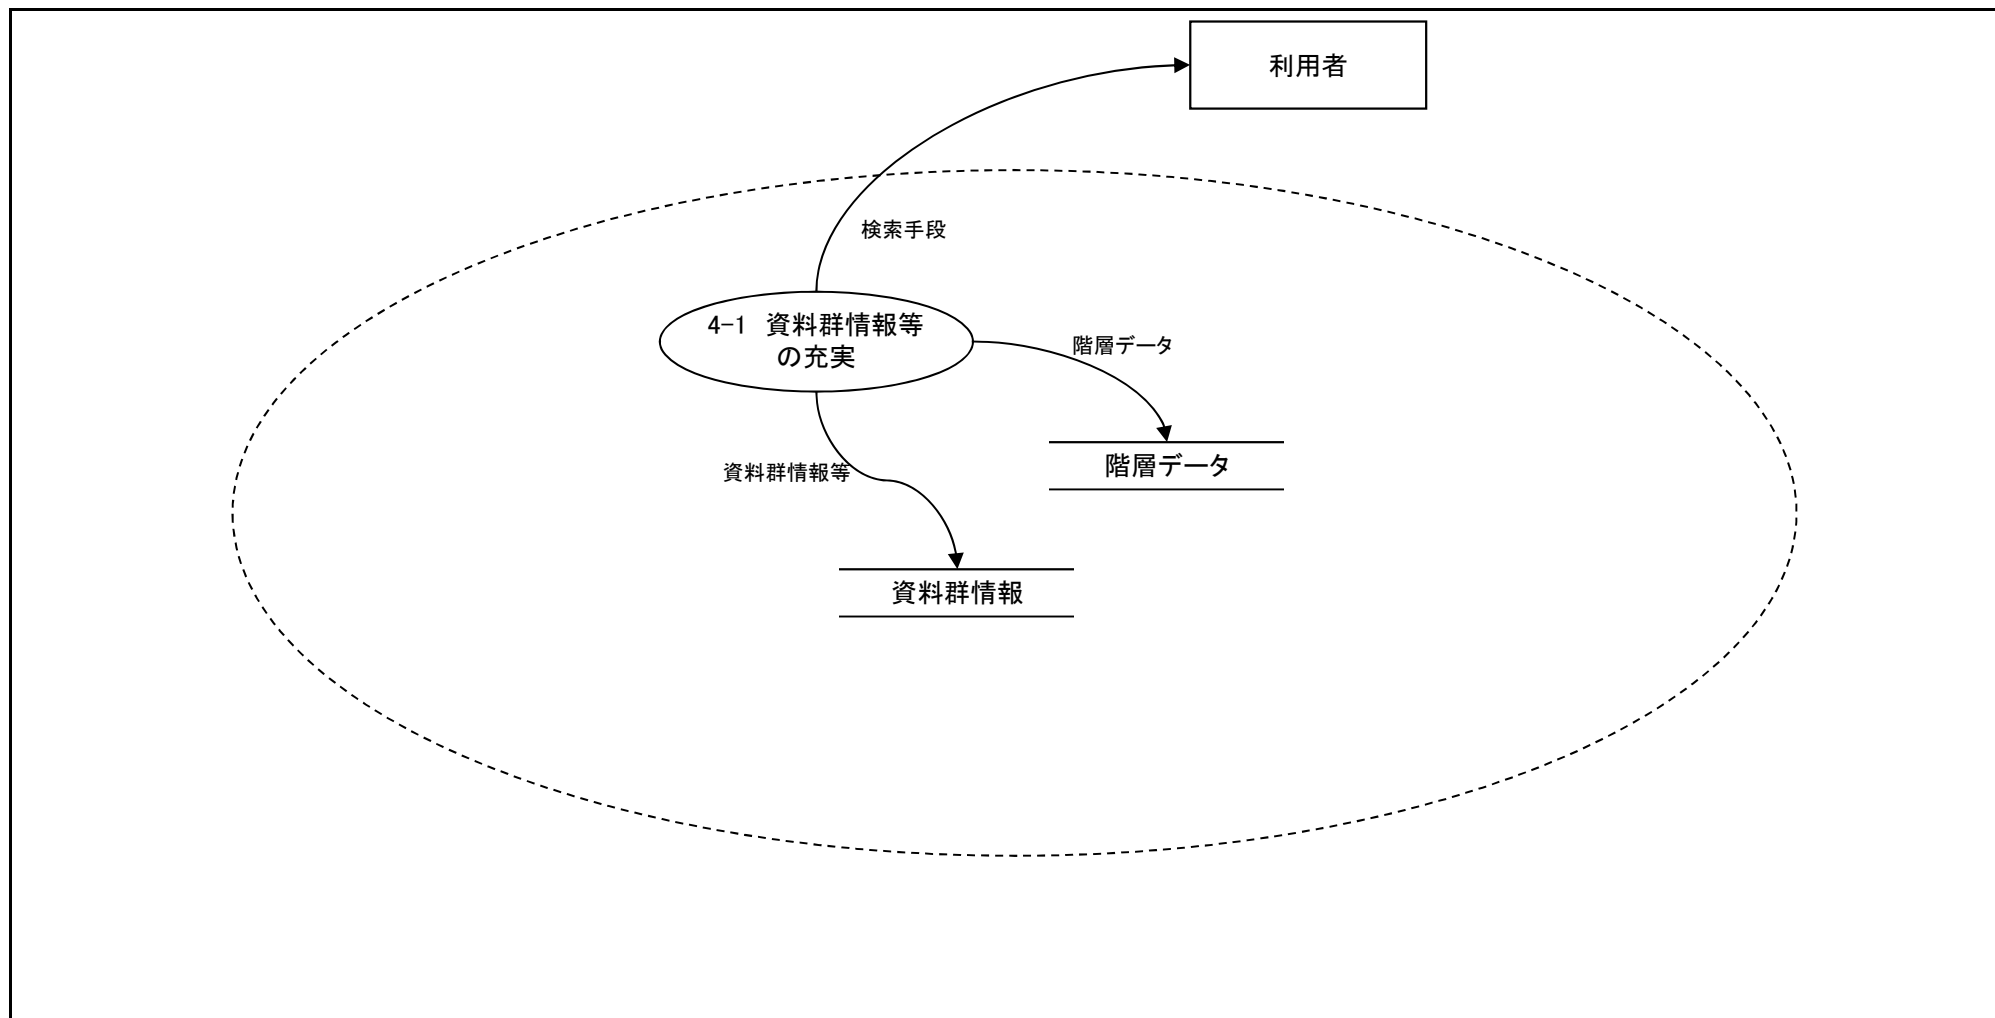 利用者
検索手段
4-1 資料群情報等
の充実
階層データ
階層データ
資料群情報等
資料群情報